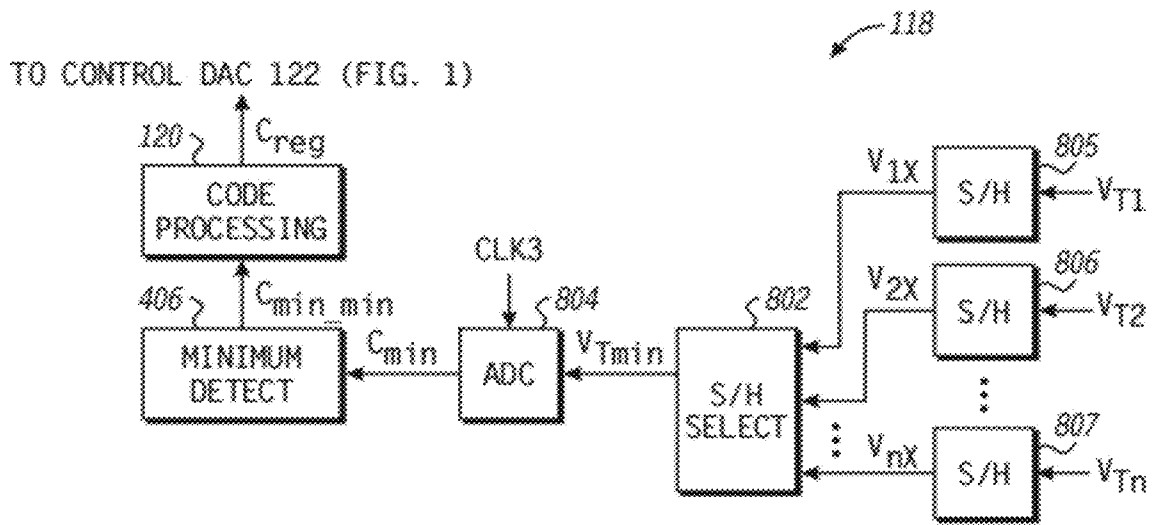 118
TO CONTROL DAC 122 (FIG. 1)
120
C_reg
CODE
PROCESSING
406
C_min_min
MINIMUM
DETECT
C_min
CLK3
804
ADC
V_Tmin
802
S/H
SELECT
V_1X
805
S/H
V_T1
V_2X
806
S/H
V_T2
V_nX
807
S/H
V_Tn